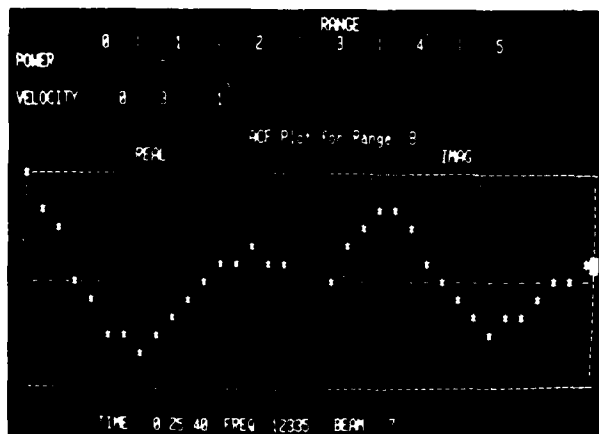 RANGE
0 1 2 3 4 5
POWER
VELOCITY 0 3 1
ACF Plot for Range 8
REAL IMAG
TIME 0 25 40 FREQ 12335 BEAM 7